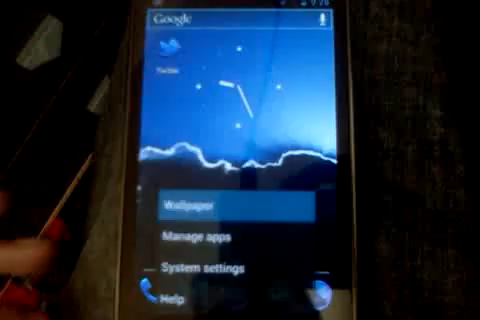 Google
Twitter
Wallpaper
Manage apps
System settings
Help